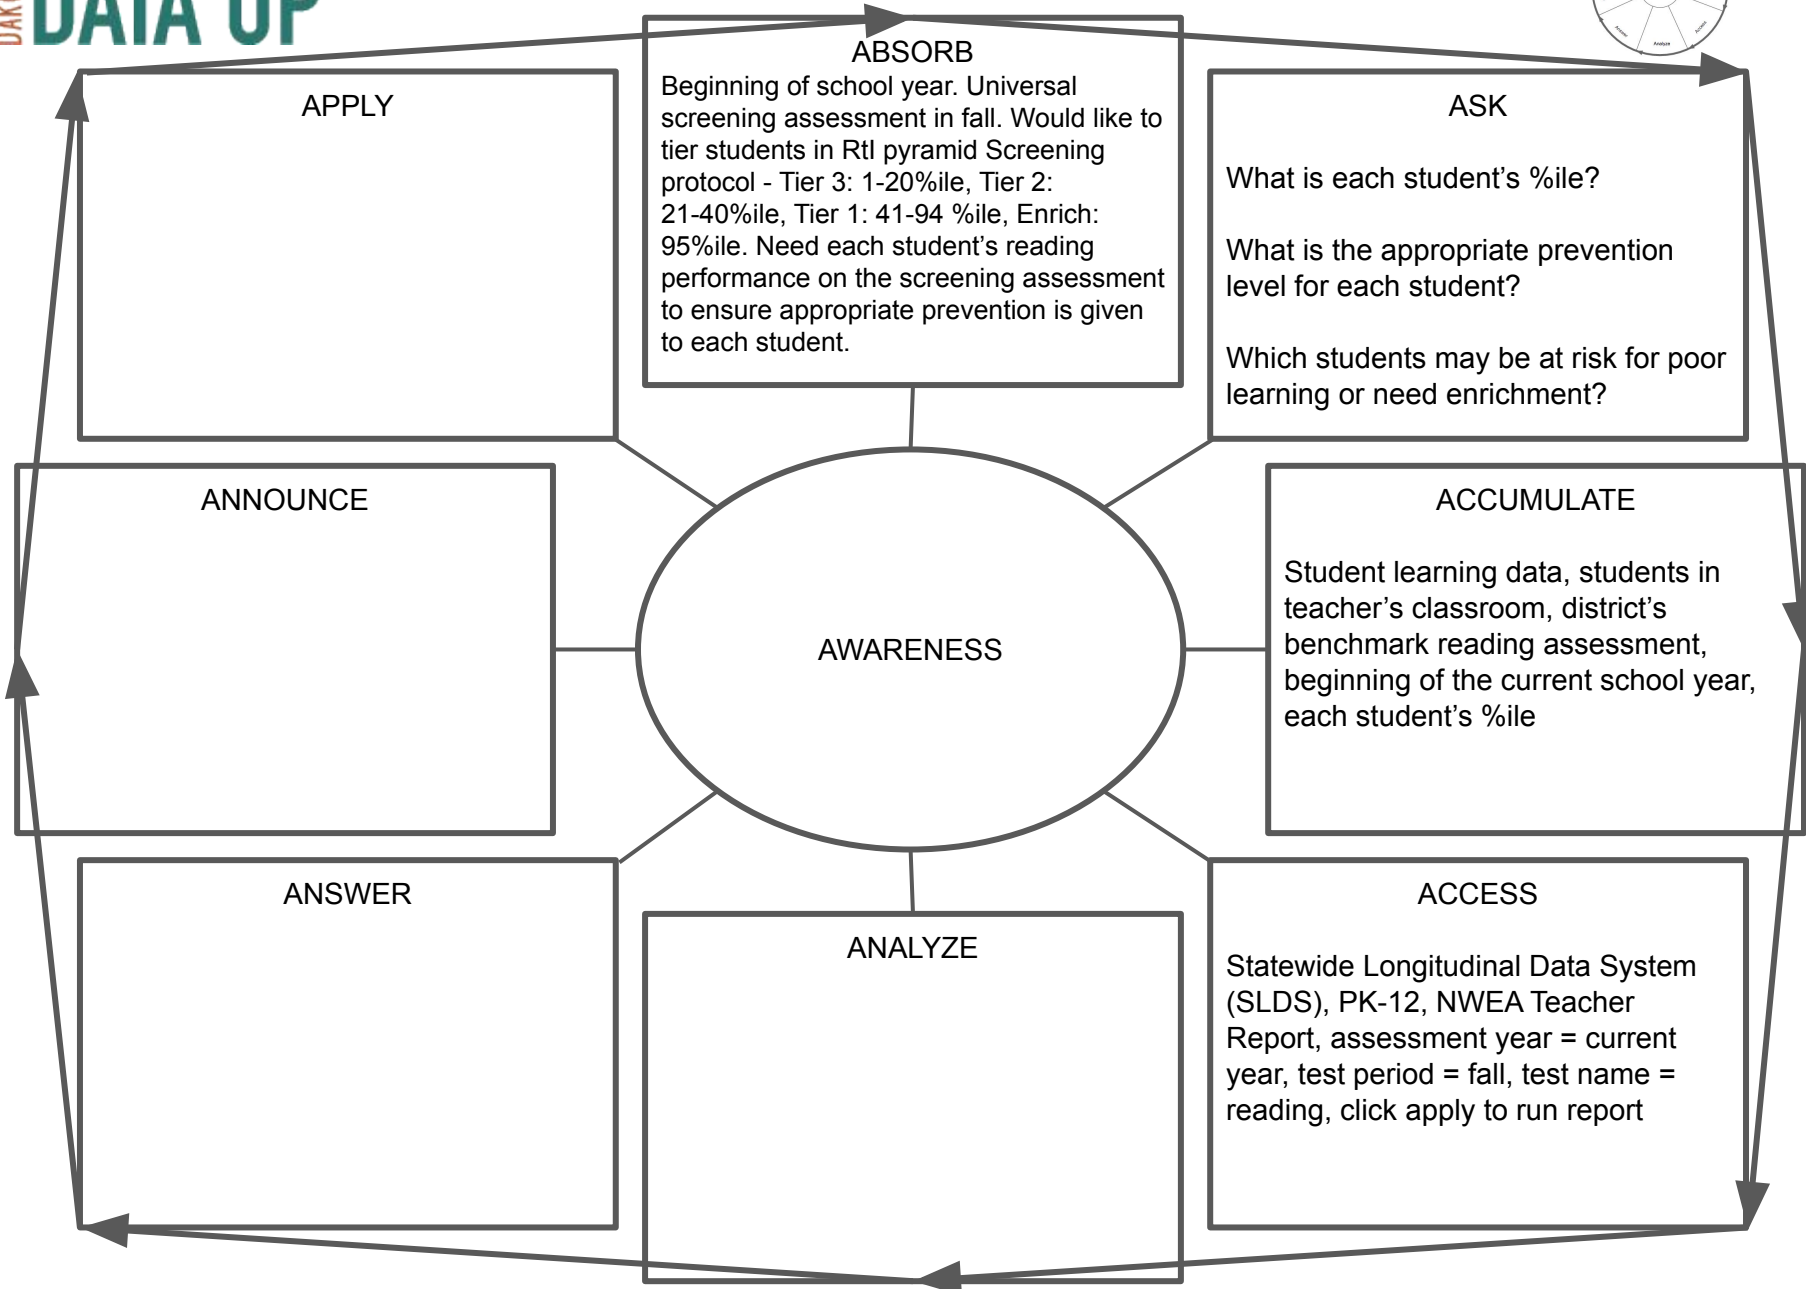 DATA UP
ABSORB
Beginning of school year. Universal
screening assessment in fall. Would like to
tier students in RtI pyramid Screening
protocol - Tier 3: 1-20%ile, Tier 2:
21-40%ile, Tier 1: 41-94 %ile, Enrich:
95%ile. Need each student’s reading
performance on the screening assessment
to ensure appropriate prevention is given
to each student.
ASK
What is each student’s %ile?
What is the appropriate prevention
level for each student?
Which students may be at risk for poor
learning or need enrichment?
ACCUMULATE
Student learning data, students in
teacher’s classroom, district’s
benchmark reading assessment,
beginning of the current school year,
each student’s %ile
ACCESS
Statewide Longitudinal Data System
(SLDS), PK-12, NWEA Teacher
Report, assessment year = current
year, test period = fall, test name =
reading, click apply to run report
ANALYZE
ANSWER
ANNOUNCE
APPLY
AWARENESS
Answer
Analyze
Access